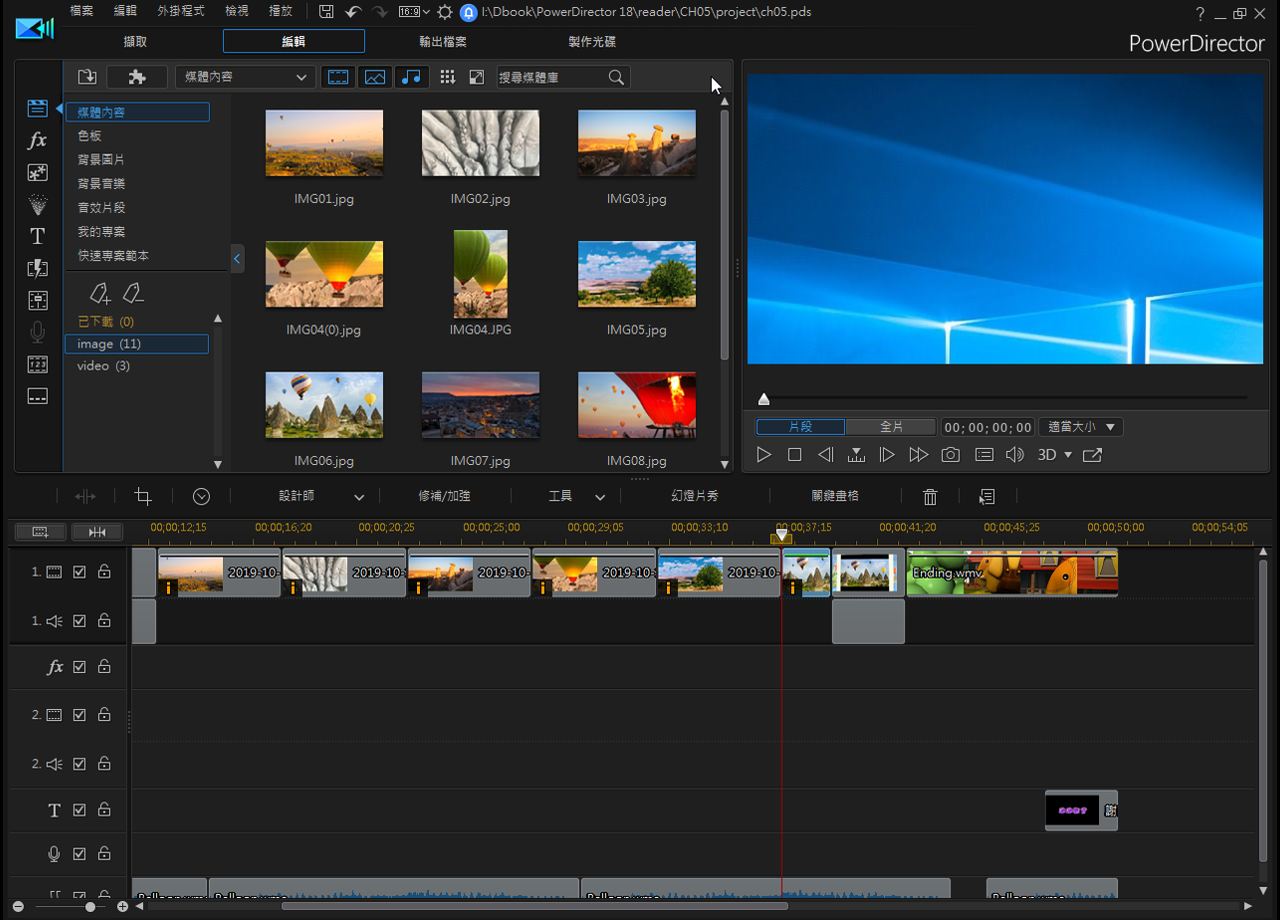 檔案 編輯 外掛程式 檢視 播放 16:9 I:\Dbook\PowerDirector 18\reader\CH05\project\ch05.pds ?
擷取 編輯 輸出檔案 製作光碟 PowerDirector
媒體內容 搜尋媒體庫
媒體內容
色板
背景圖片
背景音樂
音效片段
我的專案
快速專案範本
已下載 (0)
image (11)
video (3)
fx
T
IMG01.jpg IMG02.jpg IMG03.jpg
IMG04(0).jpg IMG04.JPG IMG05.jpg
IMG06.jpg IMG07.jpg IMG08.jpg
片段 全片 00; 00; 00; 00 適當大小
3D
設計師 修補/加強 工具 幻燈片秀 關鍵畫格
00;00;12;15 00;00;16;20 00;00;20;25 00;00;25;00 00;00;29;05 00;00;33;10 00;00;37;15 00;00;41;20 00;00;45;25 00;00;50;00 00;00;54;05
1. 2019-10- 2019-10- 2019-10- 2019-10- 2019-10- Ending.wmv
1.
fx
2.
2.
T 謝
Balloon.wma Balloon.wma Balloon.wma Balloon.wma